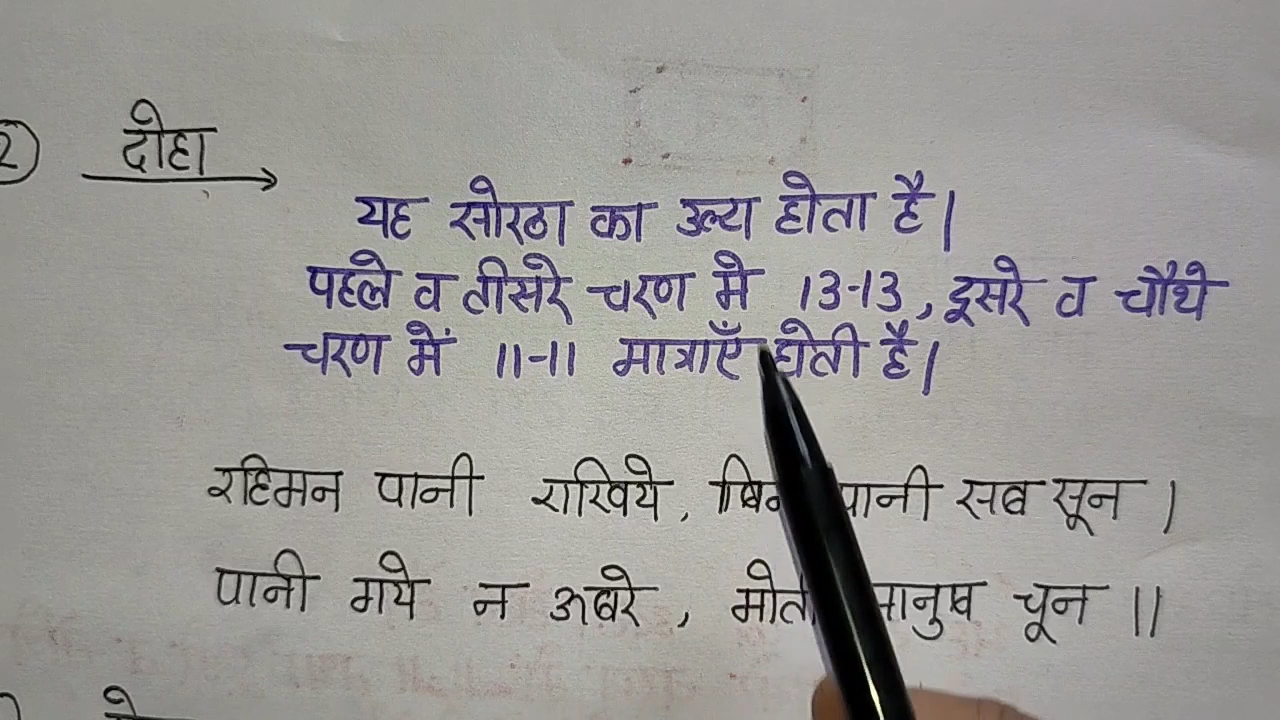 2 दोहा
यह सोरठा का उल्टा होता है।
पहले व तीसरे चरण मे 13-13, दूसरे व चौथे
चरण में 11-11 मात्राएँ होती है।
रहिमन पानी राखिये, पानी सब सून।
पानी गये न ऊबरे, चून॥